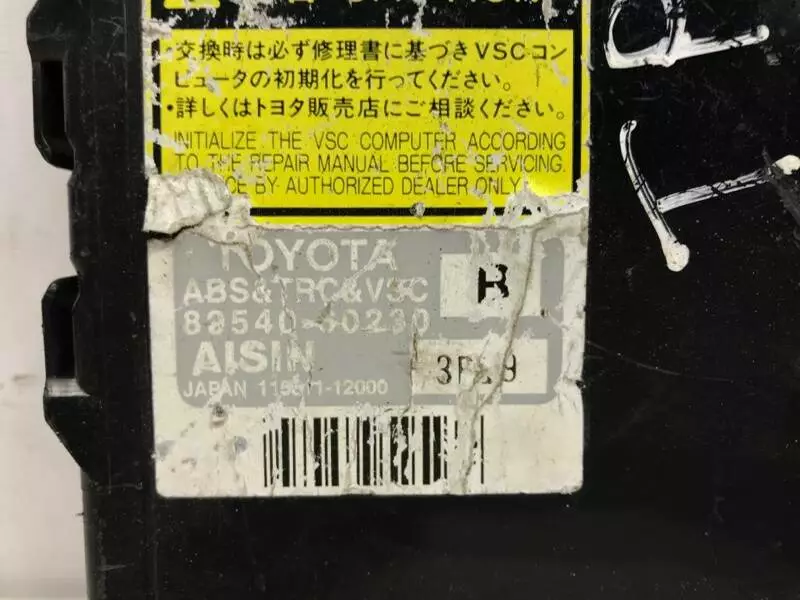 ・交換時は必ず修理書に基づきVSCコン
ピュータの初期化を行ってください。
・詳しくはトヨタ販売店にご相談ください。
INITIALIZE THE VSC COMPUTER ACCORDING
TO THE REPAIR MANUAL BEFORE SERVICING.
BY AUTHORIZED DEALER ONLY.
TOYOTA
ABS&TRC&VSC
B
AISIN
JAPAN